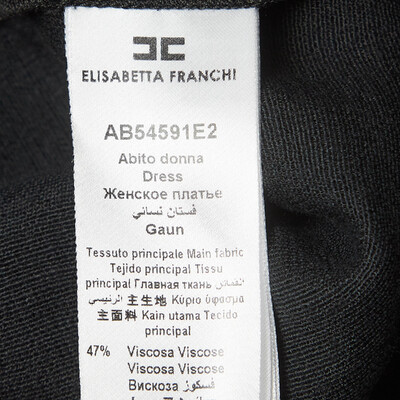 ELISABETTA FRANCHI
AB54591E2
Abito donna
Dress
Женское платье
فستان نسائي
Gaun
Tessuto principale Main fabric
Tejido principal Tissu
principal Главная ткань القماش
الرئيسي 主生地 Κύριο ύφασμα
主面料 Kain utama Tecido
principal
47% Viscosa Viscose
Viscosa Viscose
Вискоза فسكوز